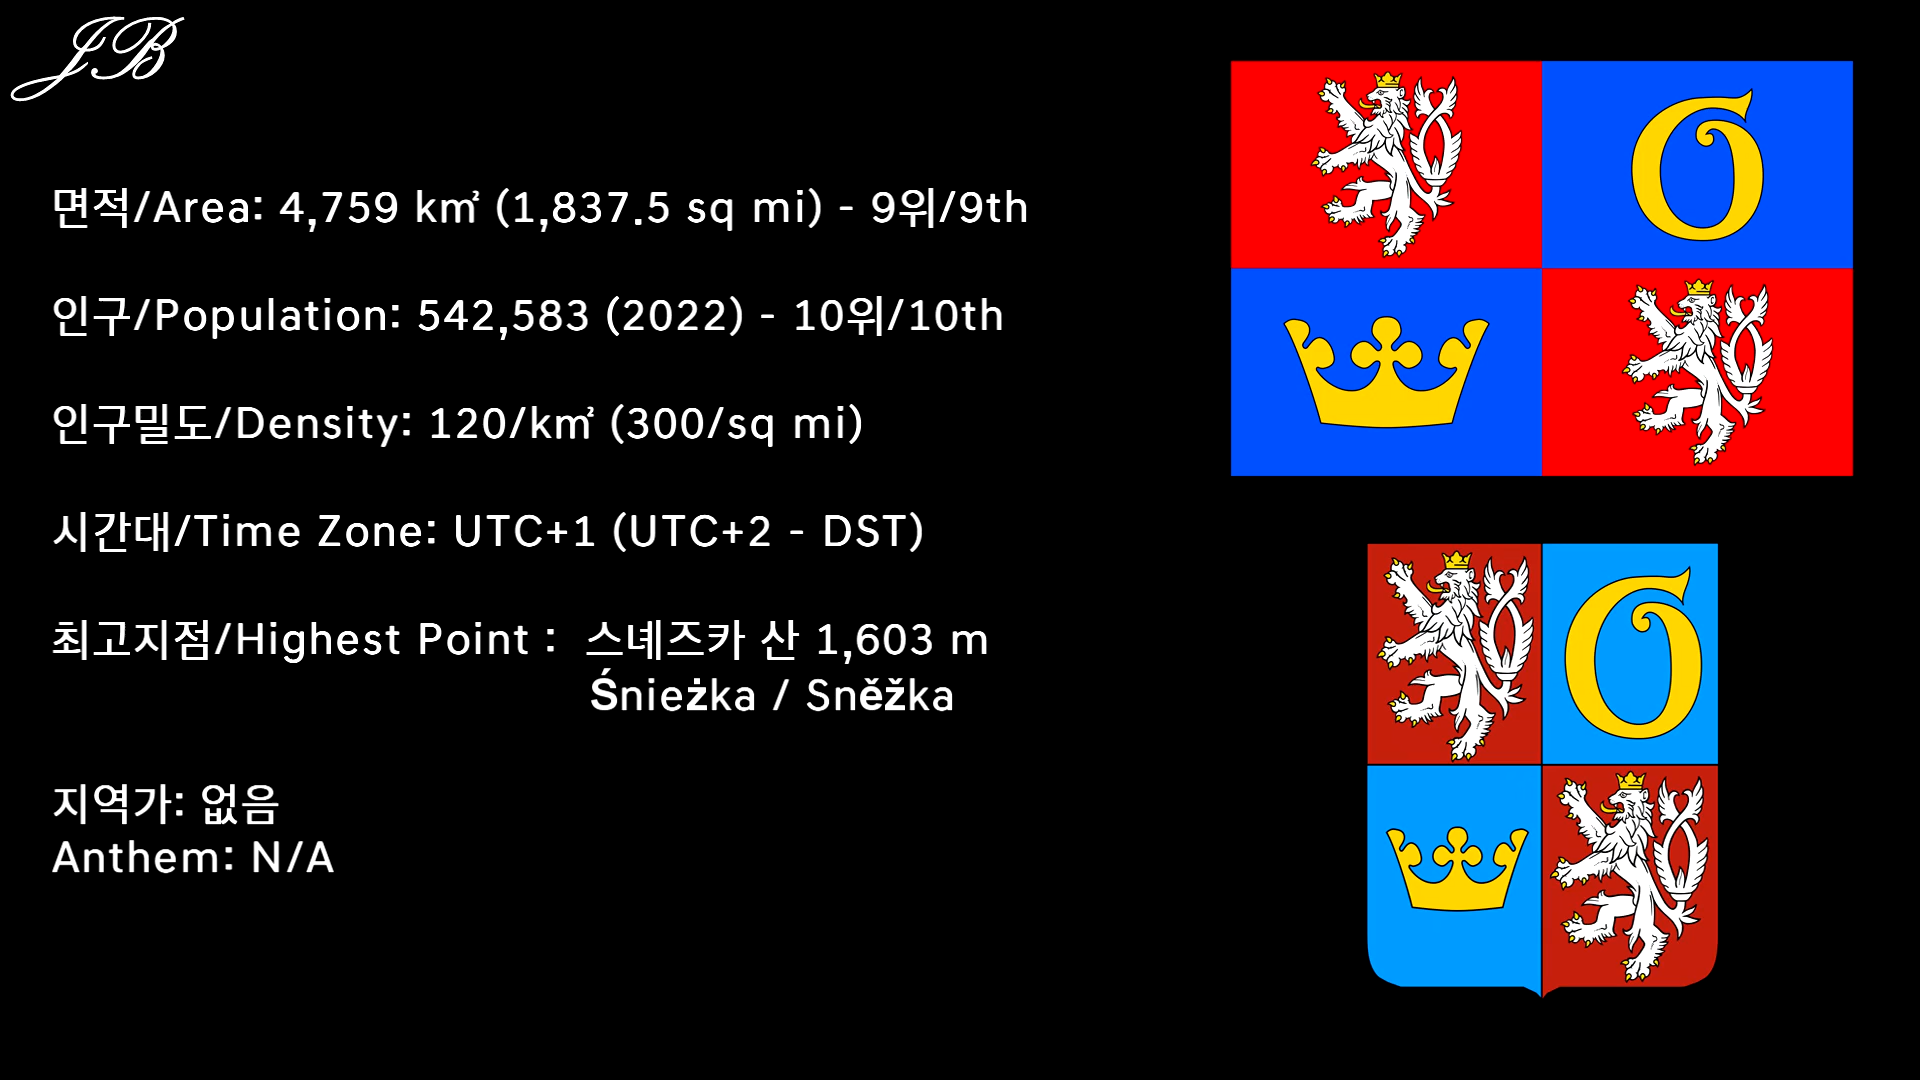 JB
면적/Area: 4,759 km² (1,837.5 sq mi) - 9위/9th
인구/Population: 542,583 (2022) - 10위/10th
인구밀도/Density: 120/km² (300/sq mi)
시간대/Time Zone: UTC+1 (UTC+2 - DST)
최고지점/Highest Point : 스녜즈카 산 1,603 m
Śnieżka / Sněžka
지역가: 없음
Anthem: N/A